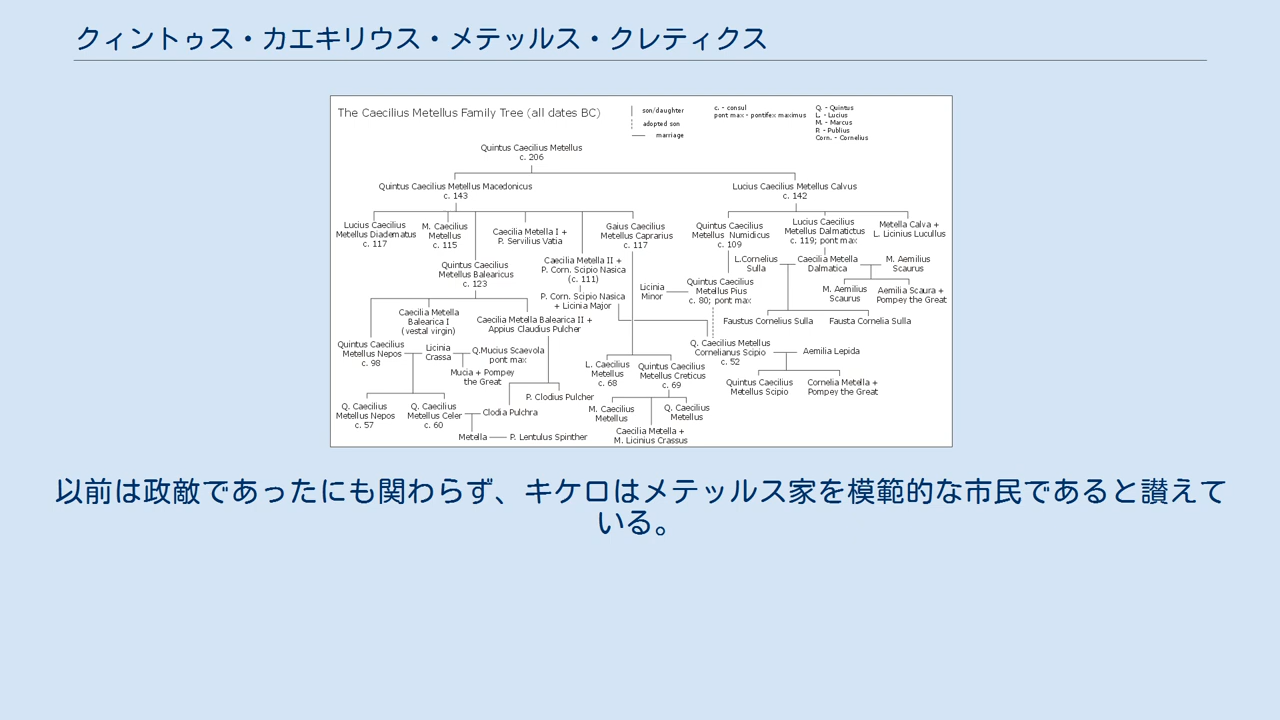 クィントゥス・カエキリウス・メテッルス・クレティクス
The Caecilius Metellus Family Tree (all dates BC)
son/daughter
adopted son
marriage
c. - consul
pont max - pontifex maximus
Q. - Quintus
L. - Lucius
M. - Marcus
P. - Publius
Corn. - Cornelius
Quintus Caecilius Metellus
c. 206
Quintus Caecilius Metellus Macedonicus
c. 143
Lucius Caecilius Metellus Calvus
c. 142
Lucius Caecilius
Metellus Diadematus
c. 117
M. Caecilius
Metellus
c. 115
Caecilia Metella I +
P. Servilius Vatia
Gaius Caecilius
Metellus Caprarius
c. 117
Quintus Caecilius
Metellus Numidicus
c. 109
Lucius Caecilius
Metellus Dalmatictus
c. 119; pont max
Metella Calva +
L. Licinius Lucullus
Quintus Caecilius
Metellus Balearicus
c. 123
Caecilia Metella II +
P. Corn. Scipio Nasica
(c. 111)
L.Cornelius
Sulla
Caecilia Metella
Dalmatica
M. Aemilius
Scaurus
P. Corn. Scipio Nasica
+ Licinia Major
Licinia
Minor
Quintus Caecilius
Metellus Pius
c. 80; pont max
M. Aemilius
Scaurus
Aemilia Scaura +
Pompey the Great
Caecilia Metella
Balearica I
(vestal virgin)
Caecilia Metella Balearica II +
Appius Claudius Pulcher
Faustus Cornelius Sulla
Fausta Cornelia Sulla
Quintus Caecilius
Metellus Nepos
c. 98
Licinia
Crassa
Q.Mucius Scaevola
pont max
Q. Caecilius Metellus
Cornelianus Scipio
c. 52
Aemilia Lepida
Mucia + Pompey
the Great
L. Caecilius
Metellus
c. 68
Quintus Caecilius
Metellus Creticus
c. 69
Quintus Caecilius
Metellus Scipio
Cornelia Metella +
Pompey the Great
P. Clodius Pulcher
Q. Caecilius
Metellus Nepos
c. 57
Q. Caecilius
Metellus Celer
c. 60
Clodia Pulchra
M. Caecilius
Metellus
Q. Caecilius
Metellus
Metella
P. Lentulus Spinther
Caecilia Metella +
M. Licinius Crassus
以前は政敵であったにも関わらず、キケロはメテッルス家を模範的な市民であると讃えて
いる。